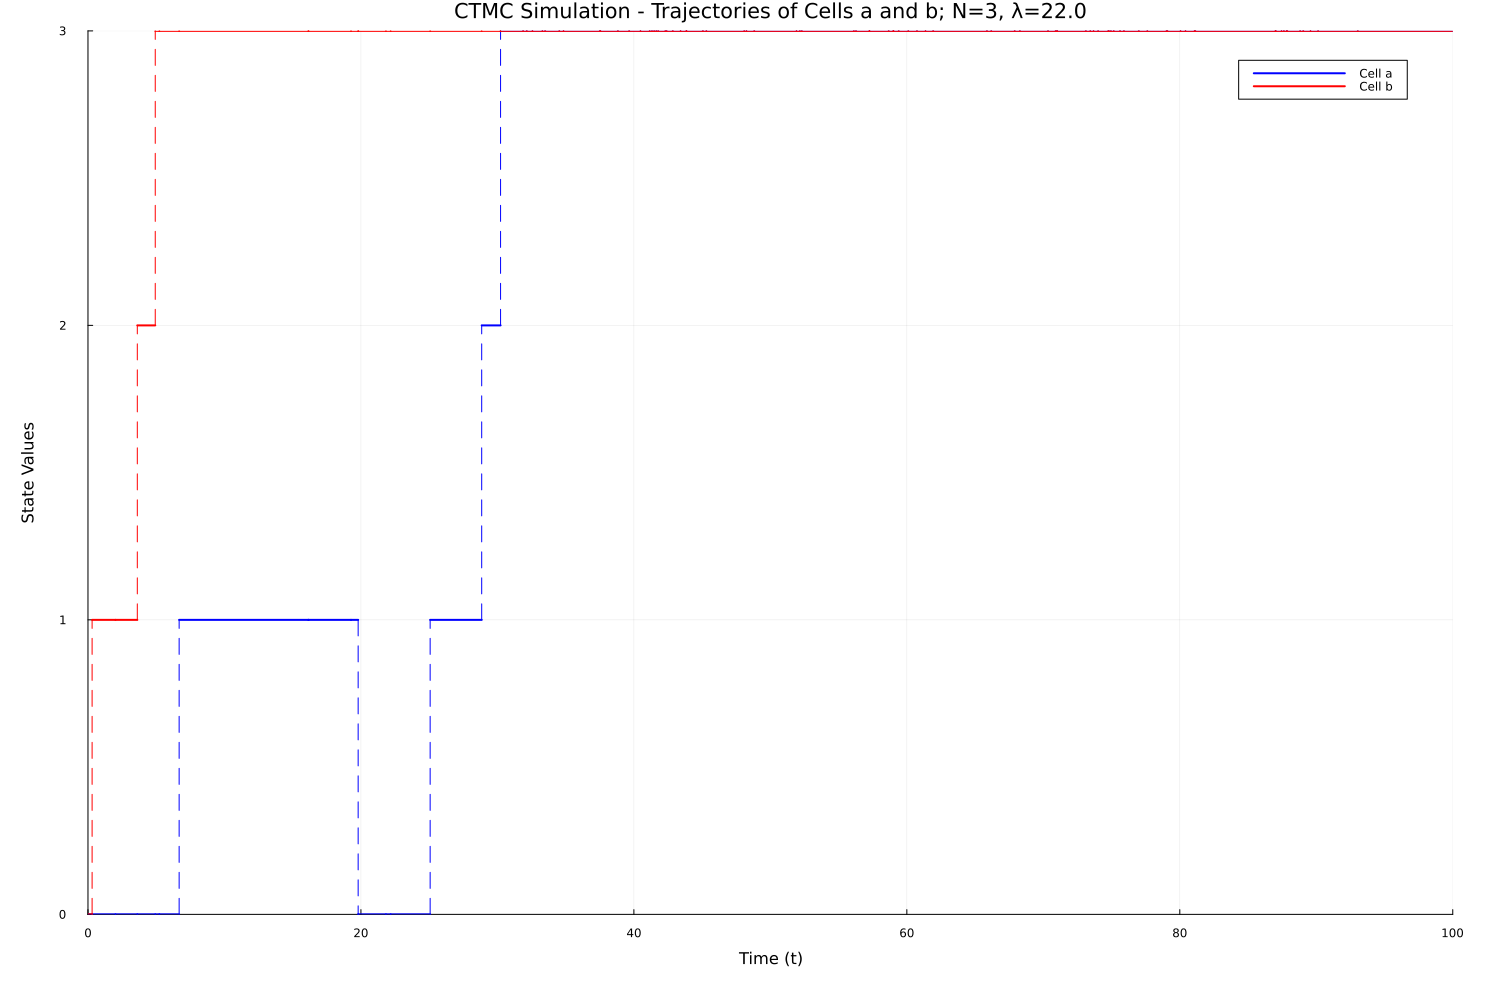 CTMC Simulation - Trajectories of Cells a and b; N=3, λ=22.0
3
Cell a
Cell b
2
State Values
1
0
0 20 40 60 80 100
Time (t)